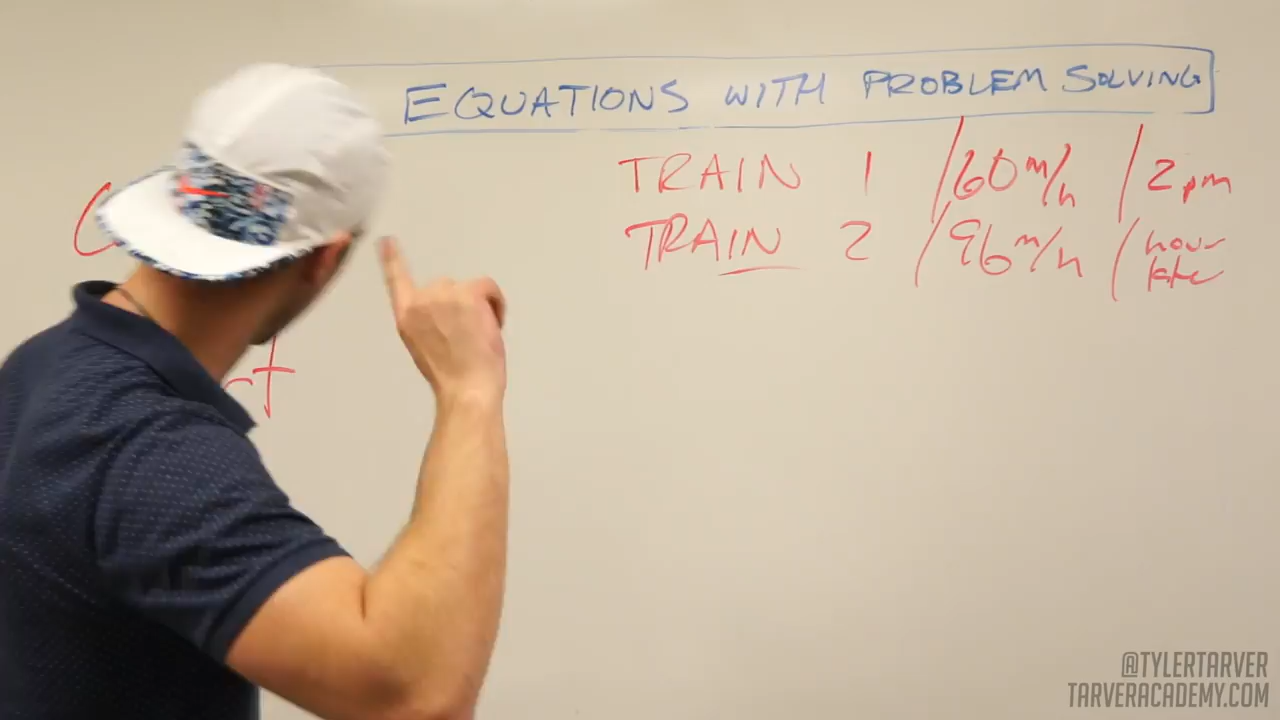 EQUATIONS WITH PROBLEM SOLVING
TRAIN 1 /60 m/h /2 pm
TRAIN 2 /96 m/h /hour
later
@TYLERTARVER
TARVERACADEMY.COM